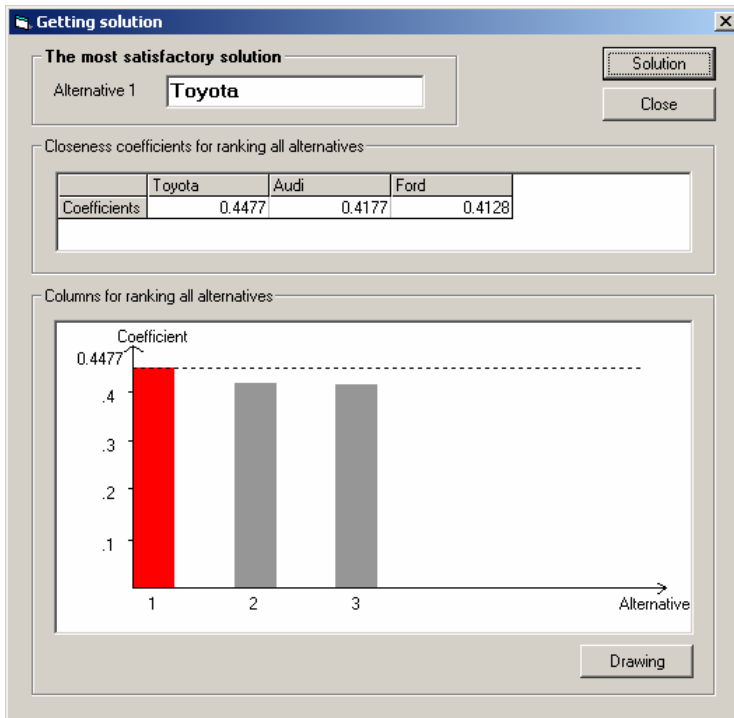 Getting solution
The most satisfactory solution
Alternative 1 Toyota
Solution
Close
Closeness coefficients for ranking all alternatives
Toyota Audi Ford
Coefficients 0.4477 0.4177 0.4128
Columns for ranking all alternatives
Coefficient
0.4477
.4
.3
.2
.1
1 2 3 Alternative
Drawing